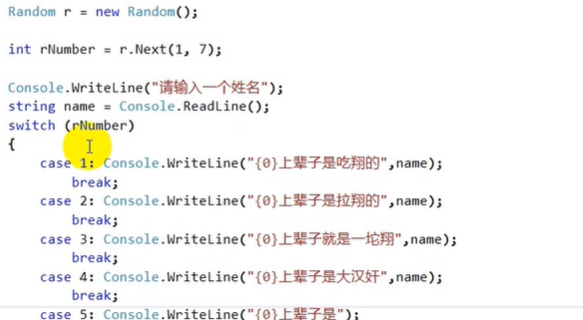 Random r = new Random();
int rNumber = r.Next(1, 7);
Console.WriteLine("请输入一个姓名");
string name = Console.ReadLine();
switch (rNumber)
{
case 1: Console.WriteLine("{0}上辈子是吃翔的",name);
break;
case 2: Console.WriteLine("{0}上辈子是拉翔的",name);
break;
case 3: Console.WriteLine("{0}上辈子就是一坨翔",name);
break;
case 4: Console.WriteLine("{0}上辈子是大汉奸",name);
break;
case 5: Console.WriteLine("{0}上辈子是");